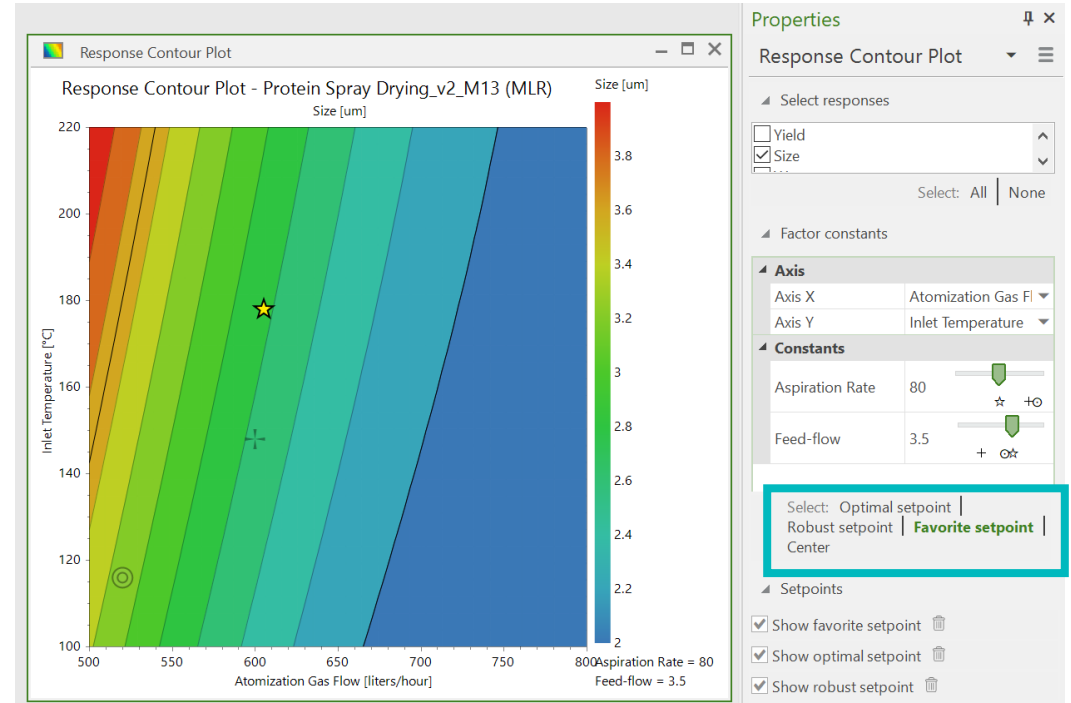 Response Contour Plot
Response Contour Plot - Protein Spray Drying_v2_M13 (MLR)
Size [um]
Size [um]
220
200
180
160
140
120
100
Inlet Temperature [°C]
500
550
600
650
700
750
800
Atomization Gas Flow [liters/hour]
3.8
3.6
3.4
3.2
3
2.8
2.6
2.4
2.2
2
Aspiration Rate = 80
Feed-flow = 3.5
Properties
Response Contour Plot
Select responses
Yield
Size
Select: All | None
Factor constants
Axis
Axis X Atomization Gas Fl
Axis Y Inlet Temperature
Constants
Aspiration Rate 80
Feed-flow 3.5
Select: Optimal setpoint |
Robust setpoint | Favorite setpoint |
Center
Setpoints
Show favorite setpoint
Show optimal setpoint
Show robust setpoint